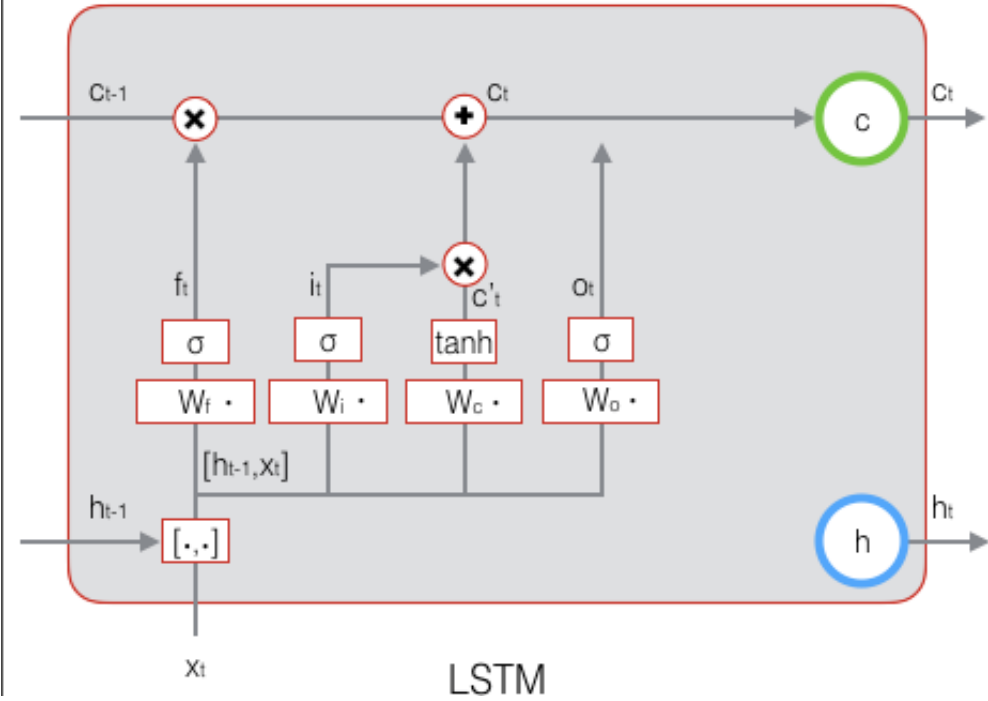 Ct-1 × + Ct c Ct
×
ft it c't ot
σ σ tanh σ
Wf · Wi · Wc · Wo ·
[ht-1,xt]
ht-1 [.,.] h ht
xt
LSTM